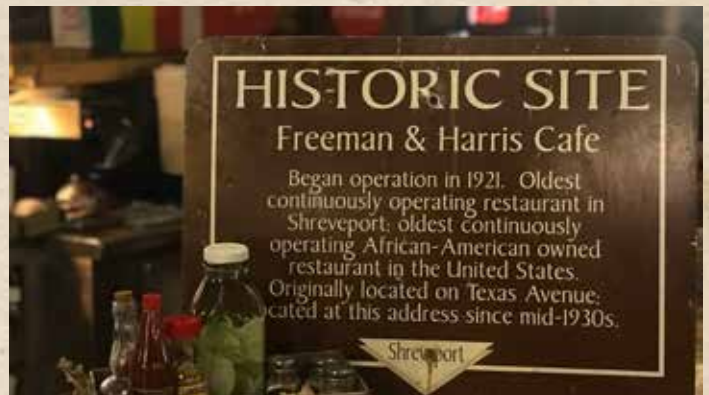 HISTORIC SITE
Freeman & Harris Cafe
Began operation in 1921. Oldest
continuously operating restaurant in
Shreveport; oldest continuously
operating African-American owned
restaurant in the United States.
Originally located on Texas Avenue;
ocated at this address since mid-1930s.
Shreveport